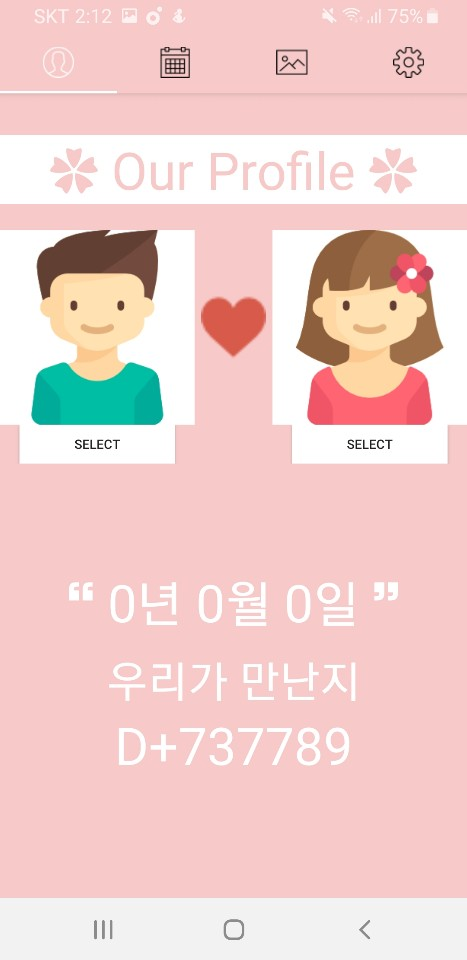 SKT 2:12 75%
Our Profile
SELECT SELECT
“ 0년 0월 0일 ”
우리가 만난지
D+737789